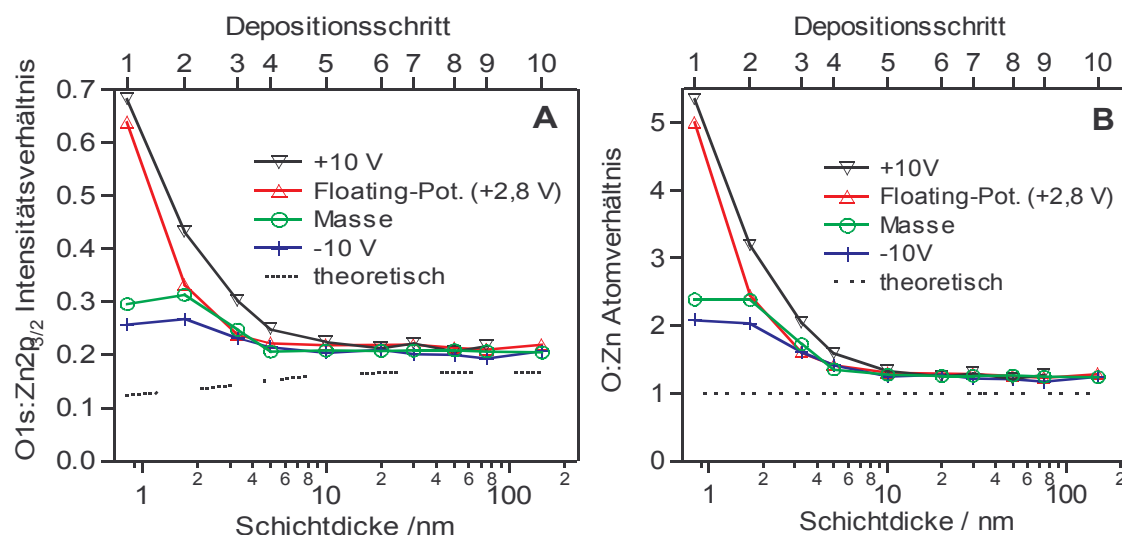 Depositionsschritt
1 2 3 4 5 6 7 8 9 10
A
O1s:Zn2p3/2 Intensitätsverhältnis
0.7
0.6
0.5
0.4
0.3
0.2
0.1
0.0
+10 V
Floating-Pot. (+2,8 V)
Masse
-10 V
theoretisch
1 2 4 6 8 10 2 4 6 8 100 2
Schichtdicke /nm
Depositionsschritt
1 2 3 4 5 6 7 8 9 10
B
O:Zn Atomverhältnis
5
4
3
2
1
0
+10V
Floating-Pot. (+2,8 V)
Masse
-10V
theoretisch
1 2 4 6 8 10 2 4 6 8 100 2
Schichtdicke / nm